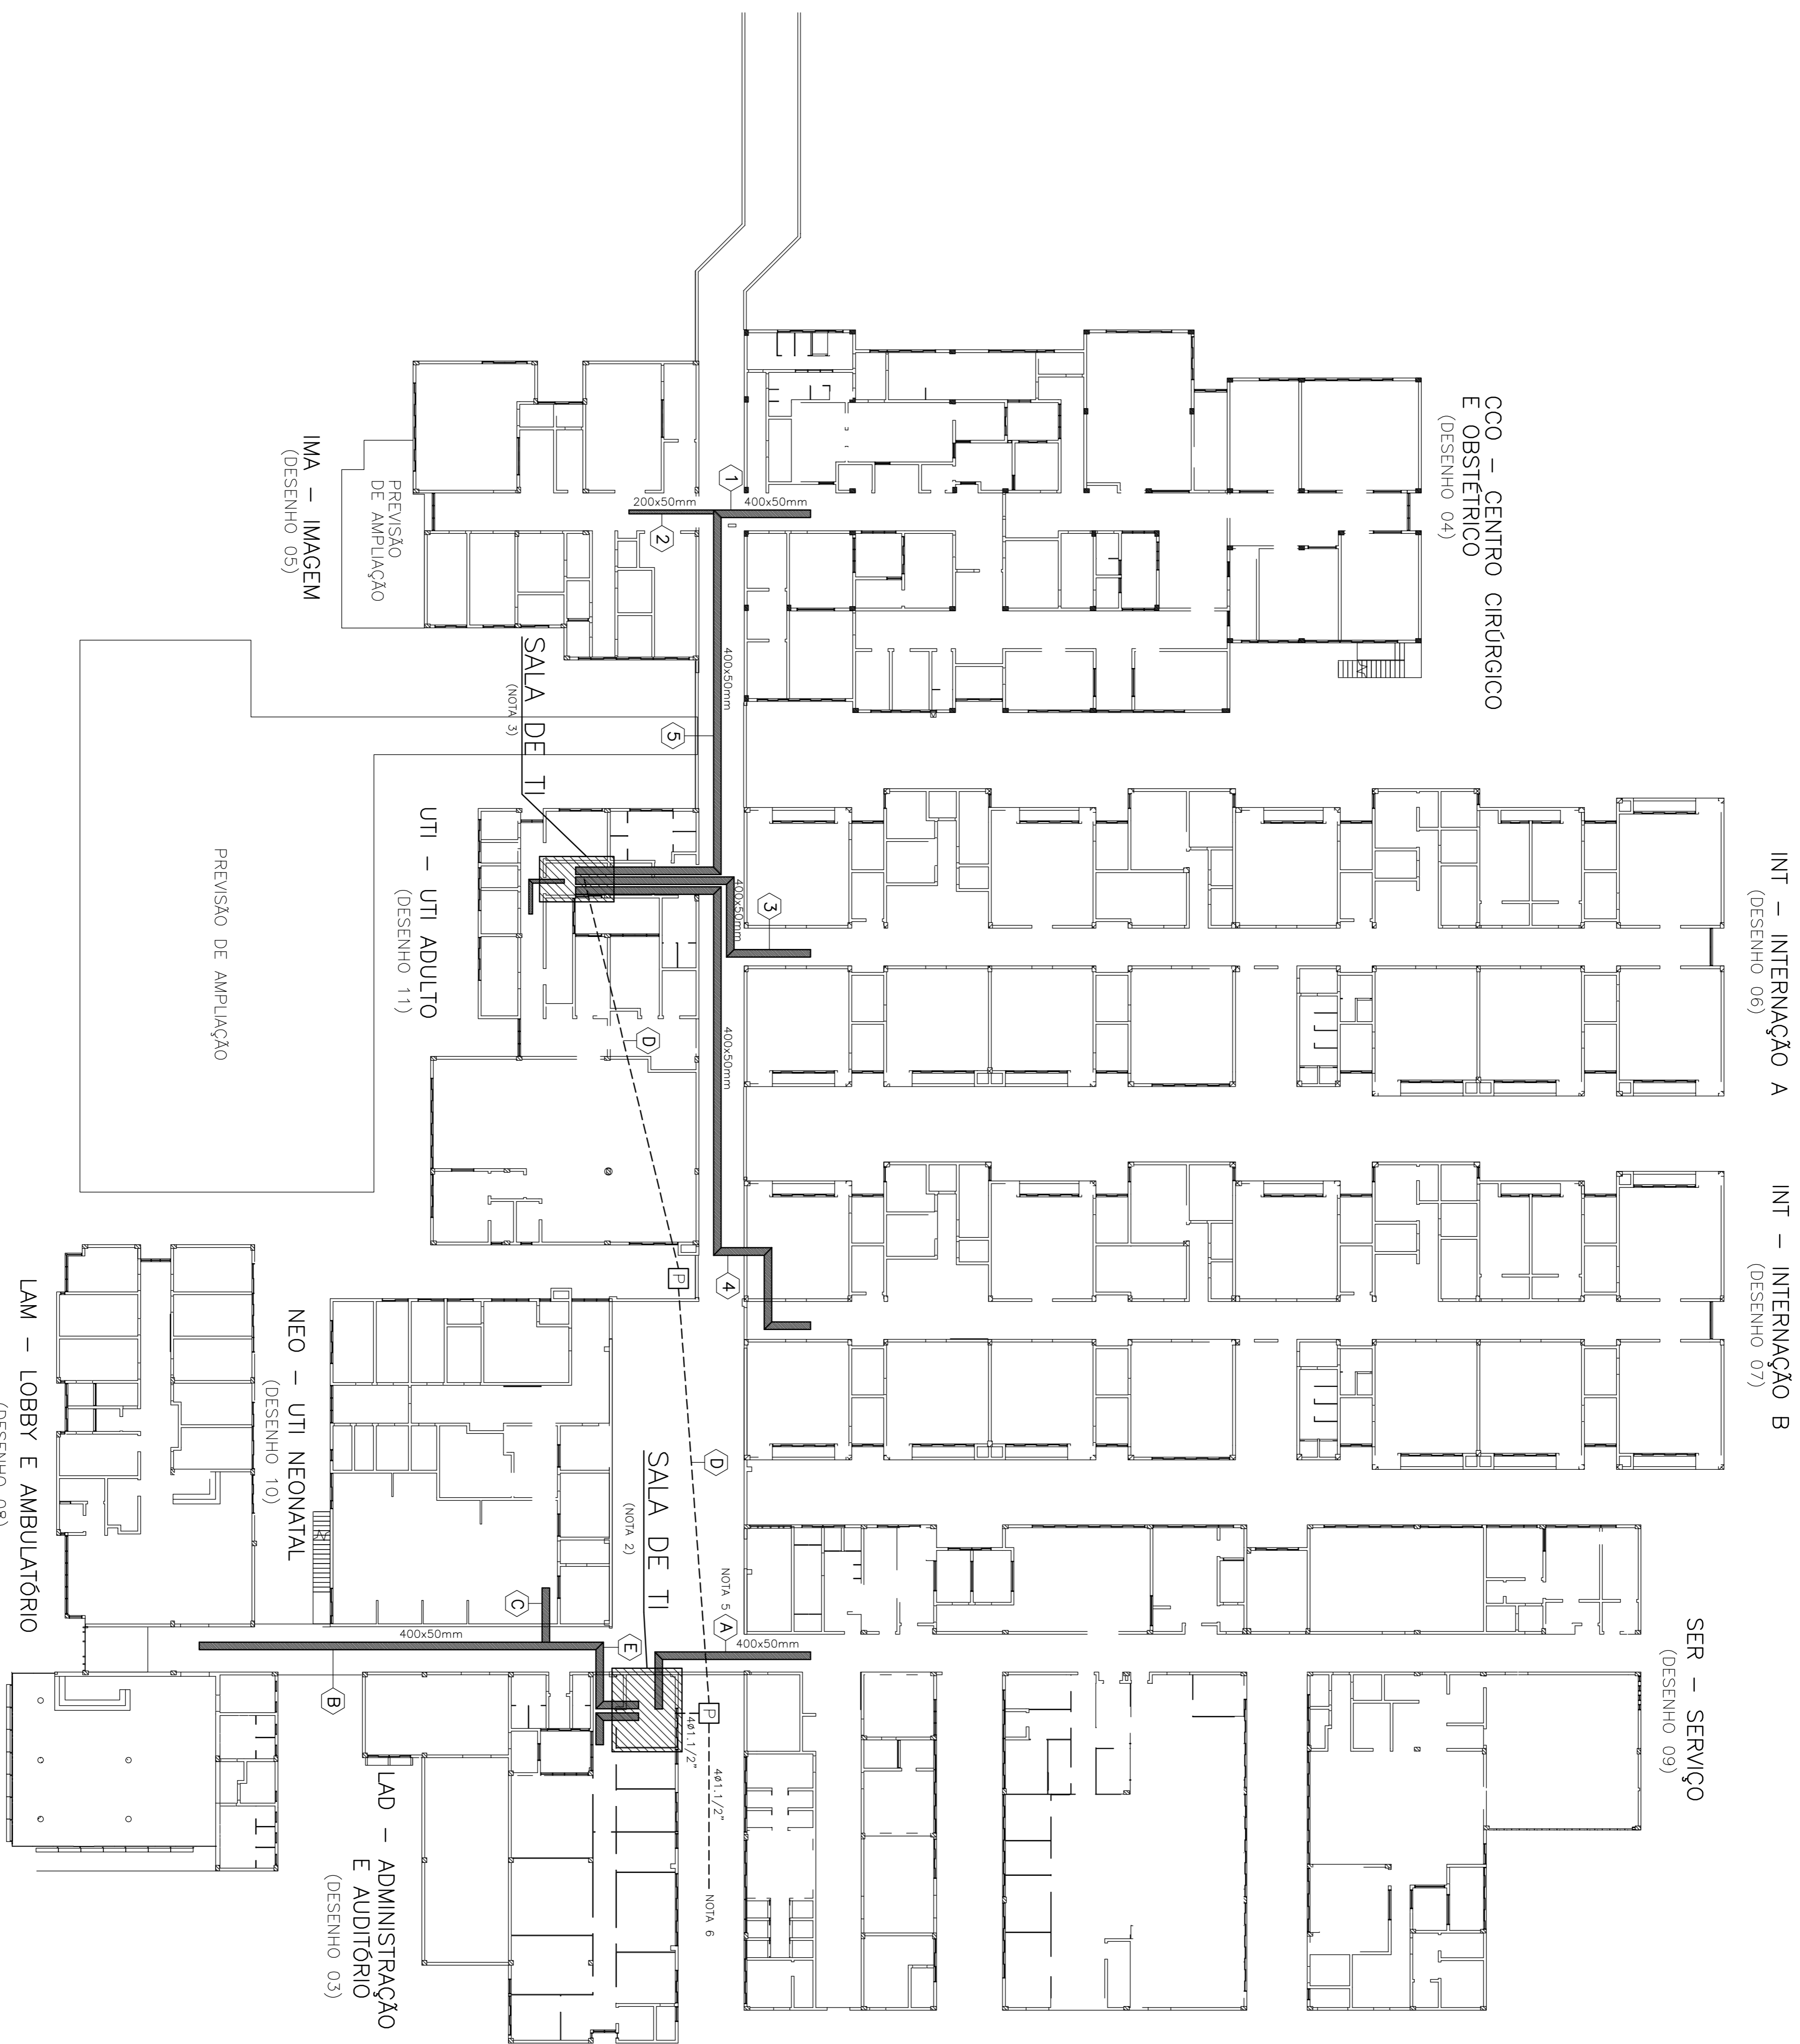 INT – INTERNAÇÃO A
(DESENHO 06)
INT – INTERNAÇÃO B
(DESENHO 07)
SER – SERVIÇO
(DESENHO 09)
CCO – CENTRO CIRÚRGICO
E OBSTÉTRICO
(DESENHO 04)
1
400x50mm
200x50mm
2
400x50mm
5
3
400x50mm
400x50mm
4
D
P
D
NOTA 5
A
400x50mm
P
4ø1.1/2"
4ø1.1/2"
NOTA 6
SALA DE TI
(NOTA 3)
SALA DE TI
(NOTA 2)
E
C
400x50mm
B
IMA – IMAGEM
(DESENHO 05)
PREVISÃO
DE AMPLIAÇÃO
UTI – UTI ADULTO
(DESENHO 11)
PREVISÃO DE AMPLIAÇÃO
NEO – UTI NEONATAL
(DESENHO 10)
LAD – ADMINISTRAÇÃO
E AUDITÓRIO
(DESENHO 03)
LAM – LOBBY E AMBULATÓRIO
(DESENHO 08)